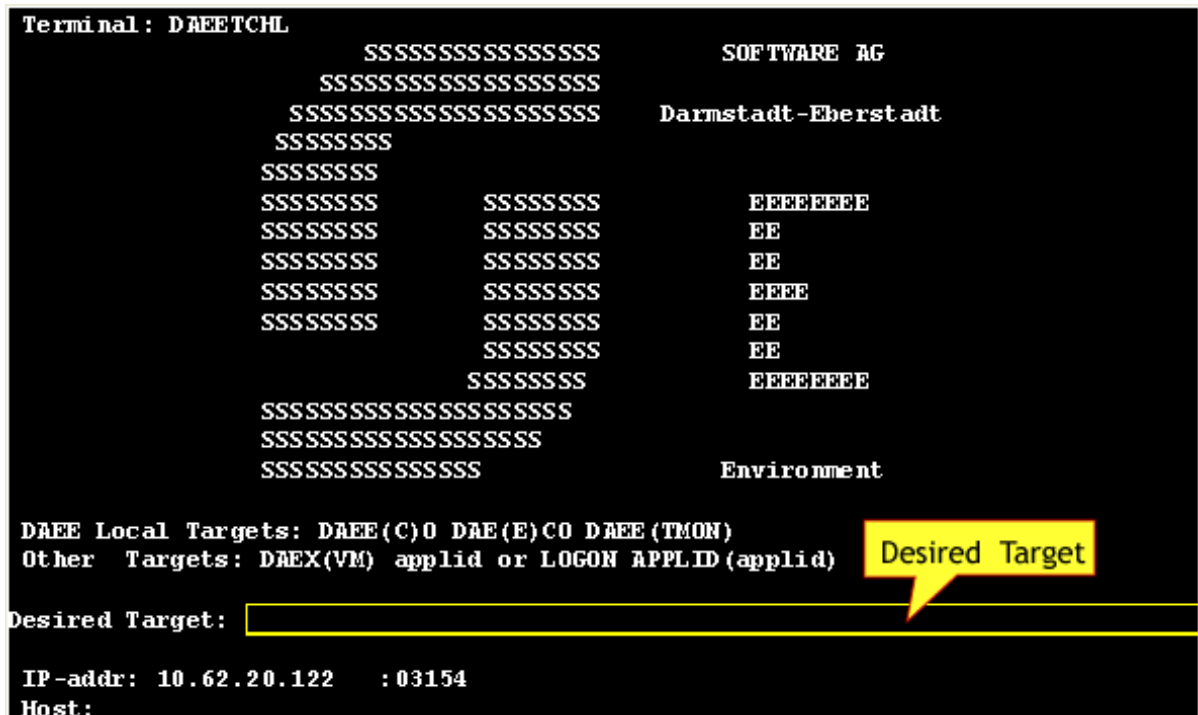 Terminal: DAEETCHL
SSSSSSSSSSSSSSSS SOFTWARE AG
SSSSSSSSSSSSSSSSSSS
SSSSSSSSSSSSSSSSSSSSS Darmstadt-Eberstadt
SSSSSSSS
SSSSSSSS
SSSSSSSS SSSSSSSS EEEEEEEE
SSSSSSSS SSSSSSSS EE
SSSSSSSS SSSSSSSS EE
SSSSSSSS SSSSSSSS EEEE
SSSSSSSS SSSSSSSS EE
SSSSSSSS EE
SSSSSSSS EEEEEEEE
SSSSSSSSSSSSSSSSSSSSS
SSSSSSSSSSSSSSSSSSS
SSSSSSSSSSSSSSS Environment
DAEE Local Targets: DAEE(C)0 DAE(E)C0 DAEE(TMON)
Other Targets: DAEX(VM) applid or LOGON APPLID(applid)
Desired Target
Desired Target:
IP-addr: 10.62.20.122 :03154
Host: